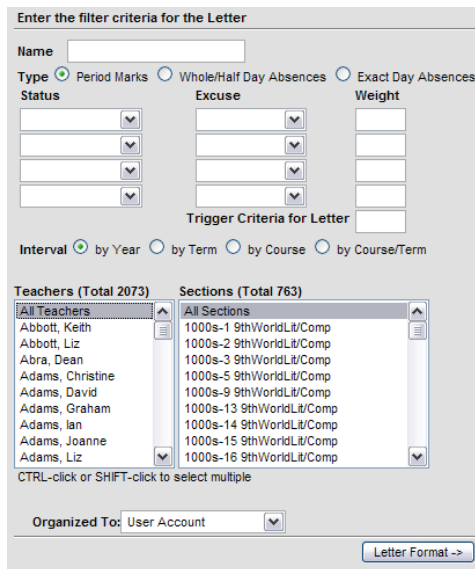 Enter the filter criteria for the Letter
Name
Type Period Marks Whole/Half Day Absences Exact Day Absences
Status Excuse Weight
Trigger Criteria for Letter
Interval by Year by Term by Course by Course/Term
Teachers (Total 2073) Sections (Total 763)
All Teachers All Sections
Abbott, Keith 1000s-1 9thWorldLit/Comp
Abbott, Liz 1000s-2 9thWorldLit/Comp
Abra, Dean 1000s-3 9thWorldLit/Comp
Adams, Christine 1000s-5 9thWorldLit/Comp
Adams, David 1000s-9 9thWorldLit/Comp
Adams, Graham 1000s-13 9thWorldLit/Comp
Adams, Ian 1000s-14 9thWorldLit/Comp
Adams, Joanne 1000s-15 9thWorldLit/Comp
Adams, Liz 1000s-16 9thWorldLit/Comp
CTRL-click or SHIFT-click to select multiple
Organized To: User Account
Letter Format ->